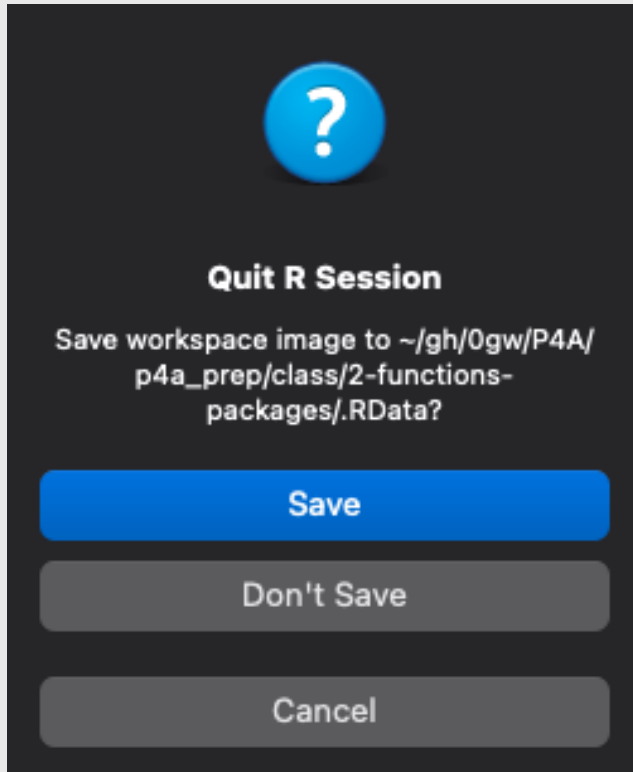 ?
Quit R Session
Save workspace image to ~/gh/0gw/P4A/
p4a_prep/class/2-functions-
packages/.RData?
Save
Don't Save
Cancel